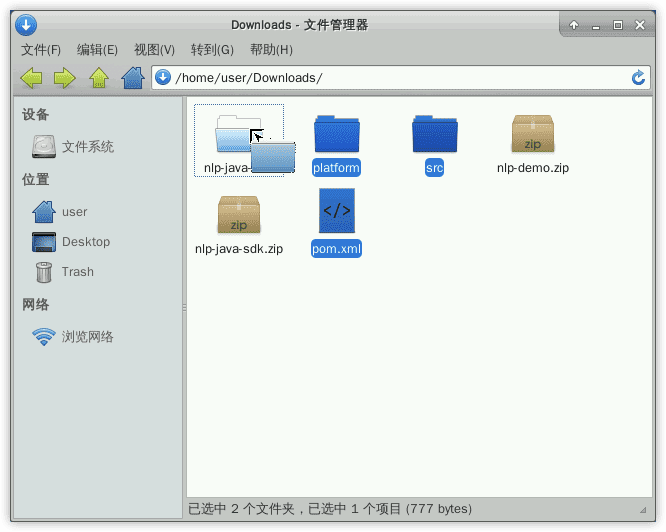 Downloads - 文件管理器
文件(F) 编辑(E) 视图(V) 转到(G) 帮助(H)
/home/user/Downloads/
设备
文件系统
位置
user
Desktop
Trash
网络
浏览网络
nlp-java-
platform
src
zip
nlp-demo.zip
zip
nlp-java-sdk.zip
</>
pom.xml
已选中 2 个文件夹，已选中 1 个项目 (777 bytes)